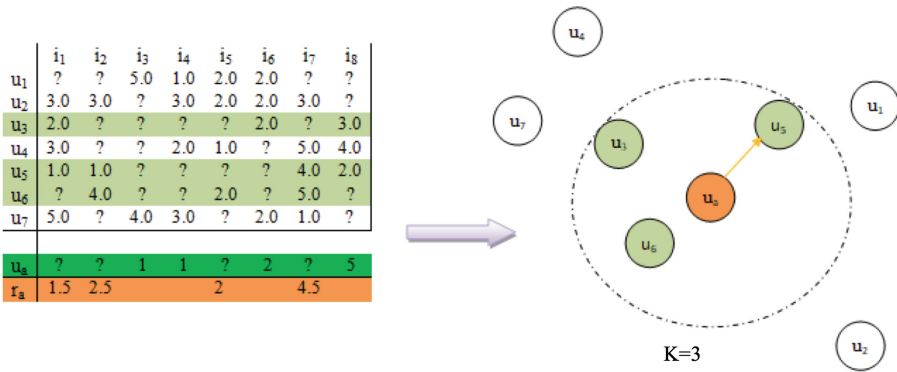 i₁ i₂ i₃ i₄ i₅ i₆ i₇ i₈
u₁ ? ? 5.0 1.0 2.0 2.0 ? ?
u₂ 3.0 3.0 ? 3.0 2.0 2.0 3.0 ?
u₃ 2.0 ? ? ? ? 2.0 ? 3.0
u₄ 3.0 ? ? 2.0 1.0 ? 5.0 4.0
u₅ 1.0 1.0 ? ? ? ? 4.0 2.0
u₆ ? 4.0 ? ? 2.0 ? 5.0 ?
u₇ 5.0 ? 4.0 3.0 ? 2.0 1.0 ?
uₐ ? ? 1 1 ? 2 ? 5
rₐ 1.5 2.5 2 4.5
u₄
u₇
u₁
u₃
u₅
uₐ
u₆
u₂
K=3